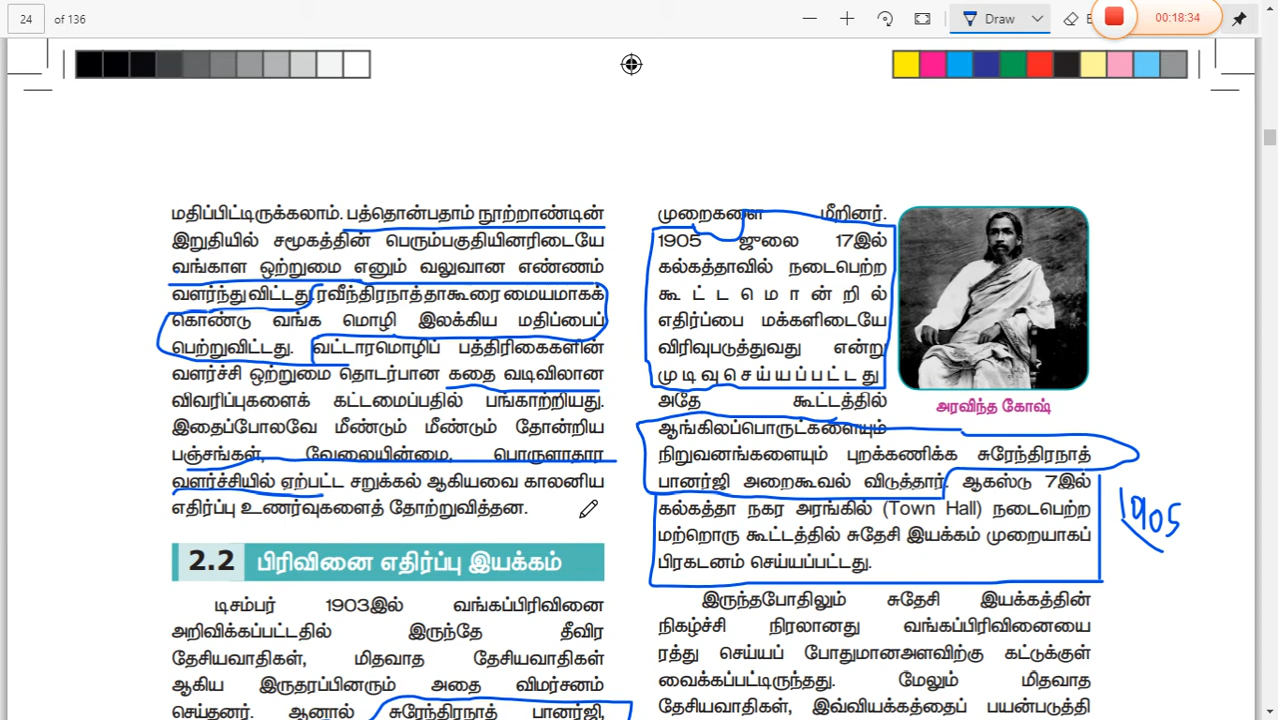 24
of 136
Draw
00:18:34
மதிப்பிட்டிருக்கலாம். பத்தொன்பதாம் நூற்றாண்டின்
இறுதியில் சமூகத்தின் பெரும்பகுதியினரிடையே
வங்காள ஒற்றுமை எனும் வலுவான எண்ணம்
வளர்ந்துவிட்டது. ரவீந்திரநாத்தாகூரை மையமாகக்
கொண்டு வங்க மொழி இலக்கிய மதிப்பைப்
பெற்றுவிட்டது. வட்டாரமொழிப் பத்திரிகைகளின்
வளர்ச்சி ஒற்றுமை தொடர்பான கதை வடிவிலான
விவரிப்புகளைக் கட்டமைப்பதில் பங்காற்றியது.
இதைப்போலவே மீண்டும் மீண்டும் தோன்றிய
பஞ்சங்கள், வேலையின்மை, பொருளாதார
வளர்ச்சியில் ஏற்பட்ட சறுக்கல் ஆகியவை காலனிய
எதிர்ப்பு உணர்வுகளைத் தோற்றுவித்தன.
2.2 பிரிவினை எதிர்ப்பு இயக்கம்
டிசம்பர் 1903இல் வங்கப்பிரிவினை
அறிவிக்கப்பட்டதில் இருந்தே தீவிர
தேசியவாதிகள், மிதவாத தேசியவாதிகள்
ஆகிய இருதரப்பினரும் அதை விமர்சனம்
செய்தனர். ஆனால் சுரேந்திரநாத் பானர்ஜி,
முறைகளை மீறினர்.
1905 ஜுலை 17இல்
கல்கத்தாவில் நடைபெற்ற
கூட்டமொன்றில்
எதிர்ப்பை மக்களிடையே
விரிவுபடுத்துவது என்று
முடிவுசெய்யப்பட்டது
அதே கூட்டத்தில்
ஆங்கிலப்பொருட்களையும்
நிறுவனங்களையும் புறக்கணிக்க சுரேந்திரநாத்
பானர்ஜி அறைகூவல் விடுத்தார். ஆகஸ்டு 7இல்
கல்கத்தா நகர அரங்கில் (Town Hall) நடைபெற்ற
மற்றொரு கூட்டத்தில் சுதேசி இயக்கம் முறையாகப்
பிரகடனம் செய்யப்பட்டது.
இருந்தபோதிலும் சுதேசி இயக்கத்தின்
நிகழ்ச்சி நிரலானது வங்கப்பிரிவினையை
ரத்து செய்யப் போதுமானஅளவிற்கு கட்டுக்குள்
வைக்கப்பட்டிருந்தது. மேலும் மிதவாத
தேசியவாதிகள், இவ்வியக்கத்தைப் பயன்படுத்தி
அரவிந்த கோஷ்
1905